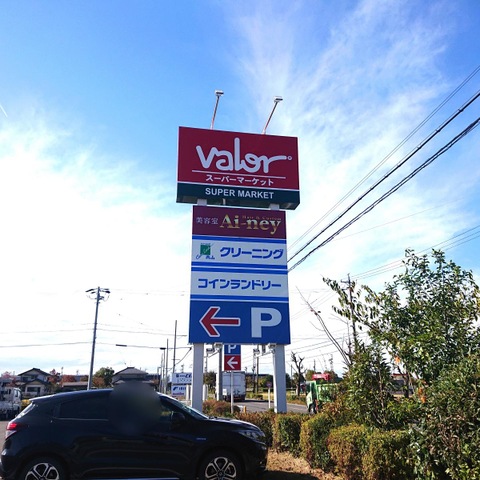 valor
スーパーマーケット
SUPER MARKET
美容室 Ai-ney
クリーニング
コインランドリー
P
P